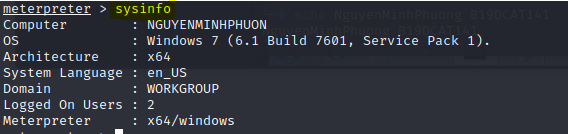 meterpreter > sysinfo
Computer : NGUYENMINHPHUON
OS : Windows 7 (6.1 Build 7601, Service Pack 1).
Architecture : x64
System Language : en_US
Domain : WORKGROUP
Logged On Users : 2
Meterpreter : x64/windows